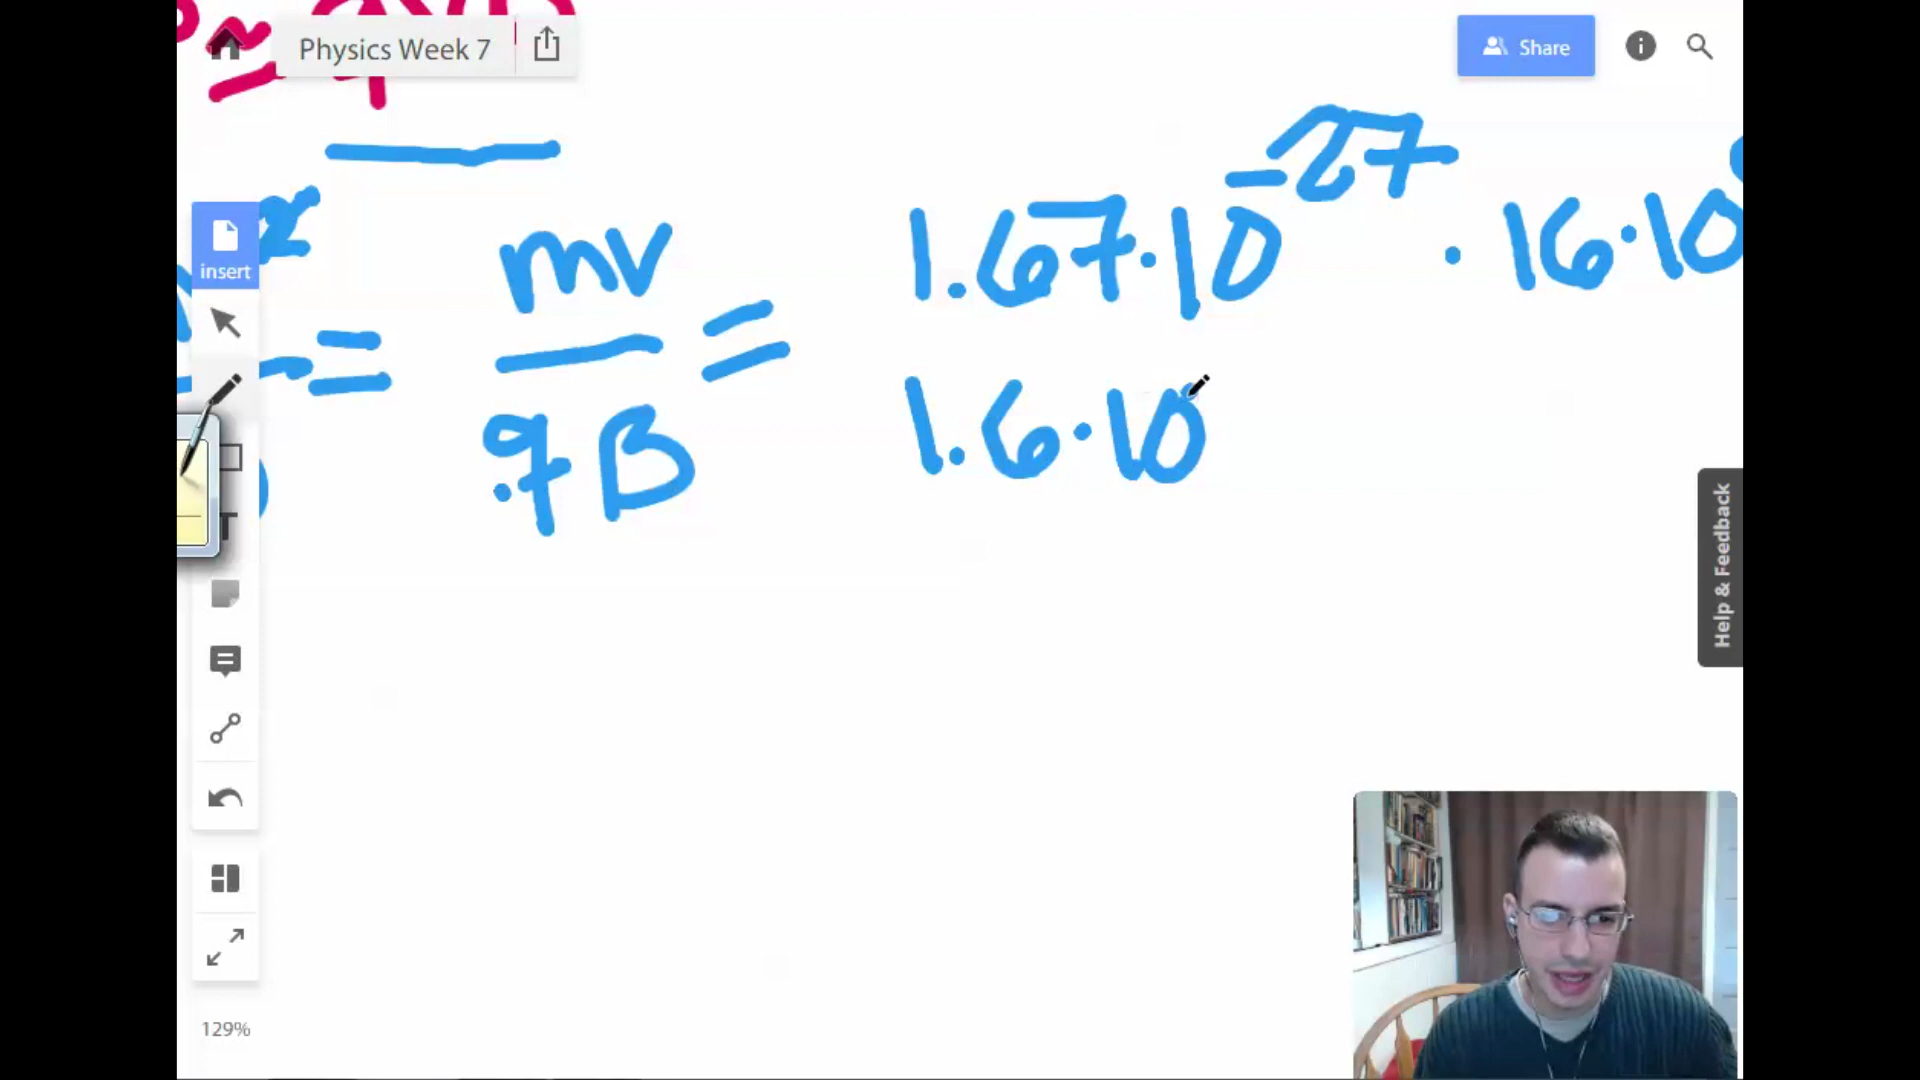 Physics Week 7
Share
insert
mv
= — =
qB
1.67·10^-27 · 16·10
1.6·10
Help & Feedback
129%